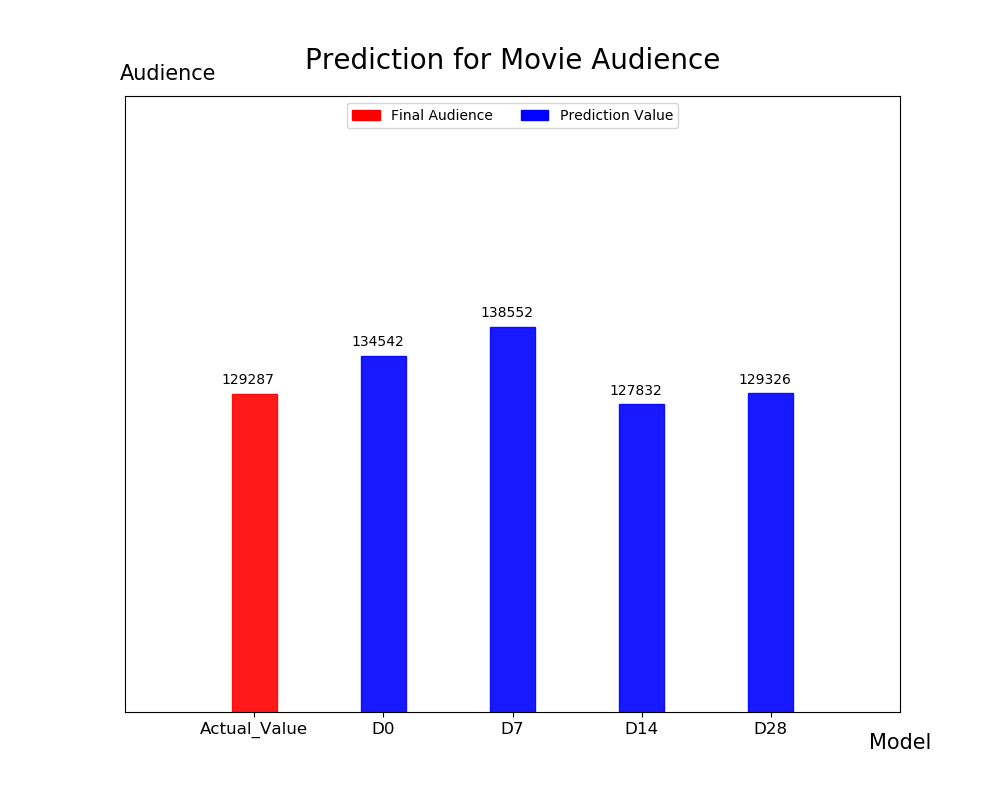 Prediction for Movie Audience
Audience
Final Audience
Prediction Value
129287
134542
138552
127832
129326
Actual_Value
D0
D7
D14
D28
Model